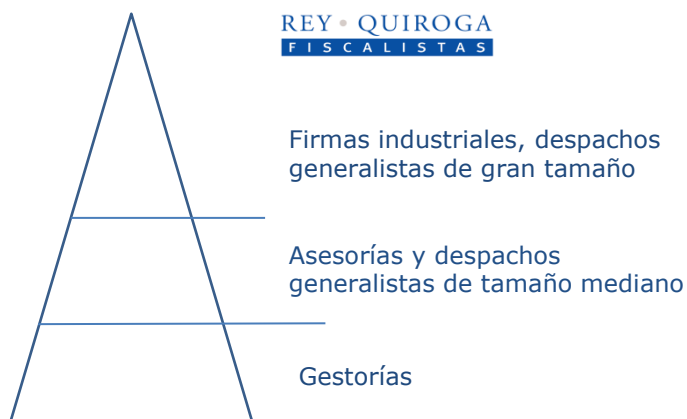 REY • QUIROGA
FISCALISTAS
Firmas industriales, despachos
generalistas de gran tamaño
Asesorías y despachos
generalistas de tamaño mediano
Gestorías